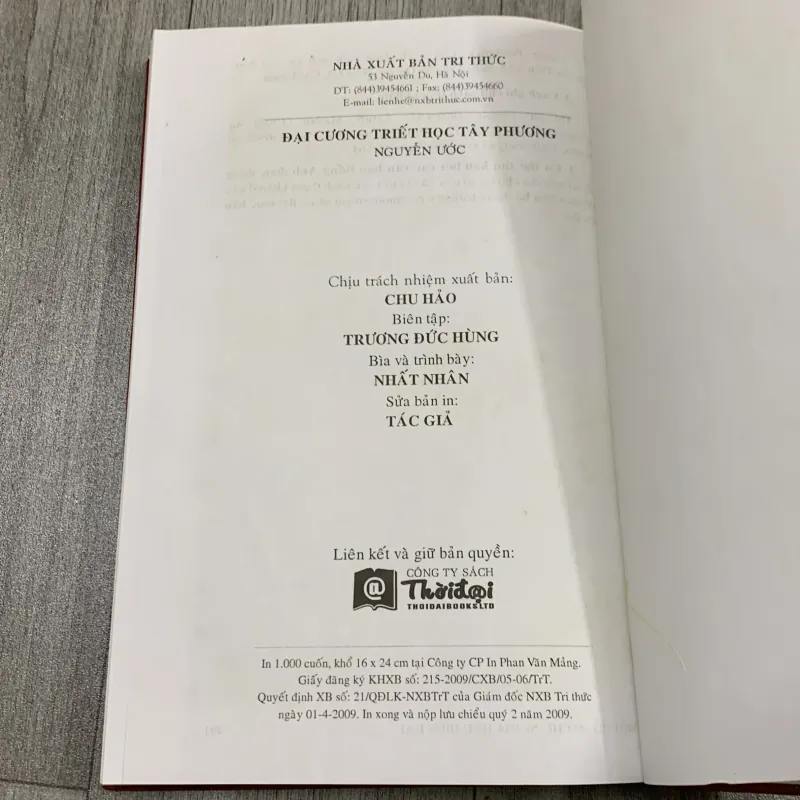 NHÀ XUẤT BẢN TRI THỨC
53 Nguyễn Du, Hà Nội
ĐT: (844)39454661 ; Fax: (844)39454660
E-mail: lienhe@nxbtrithuc.com.vn
ĐẠI CƯƠNG TRIẾT HỌC TÂY PHƯƠNG
NGUYỄN ƯỚC
Chịu trách nhiệm xuất bản:
CHU HẢO
Biên tập:
TRƯƠNG ĐỨC HÙNG
Bìa và trình bày:
NHẤT NHÂN
Sửa bản in:
TÁC GIẢ
Liên kết và giữ bản quyền:
CÔNG TY SÁCH
@ Thời đại
THOIDAIBOOKS.LTD
In 1.000 cuốn, khổ 16 x 24 cm tại Công ty CP In Phan Văn Mảng.
Giấy đăng ký KHXB số: 215-2009/CXB/05-06/TrT.
Quyết định XB số: 21/QĐLK-NXBTrT của Giám đốc NXB Tri thức
ngày 01-4-2009. In xong và nộp lưu chiểu quý 2 năm 2009.